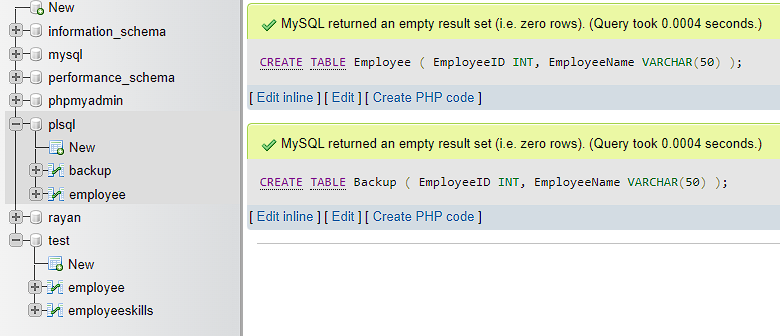 New
information_schema
mysql
performance_schema
phpmyadmin
plsql
New
backup
employee
rayan
test
New
employee
employeeskills
MySQL returned an empty result set (i.e. zero rows). (Query took 0.0004 seconds.)
CREATE TABLE Employee ( EmployeeID INT, EmployeeName VARCHAR(50) );
[ Edit inline ] [ Edit ] [ Create PHP code ]
MySQL returned an empty result set (i.e. zero rows). (Query took 0.0004 seconds.)
CREATE TABLE Backup ( EmployeeID INT, EmployeeName VARCHAR(50) );
[ Edit inline ] [ Edit ] [ Create PHP code ]